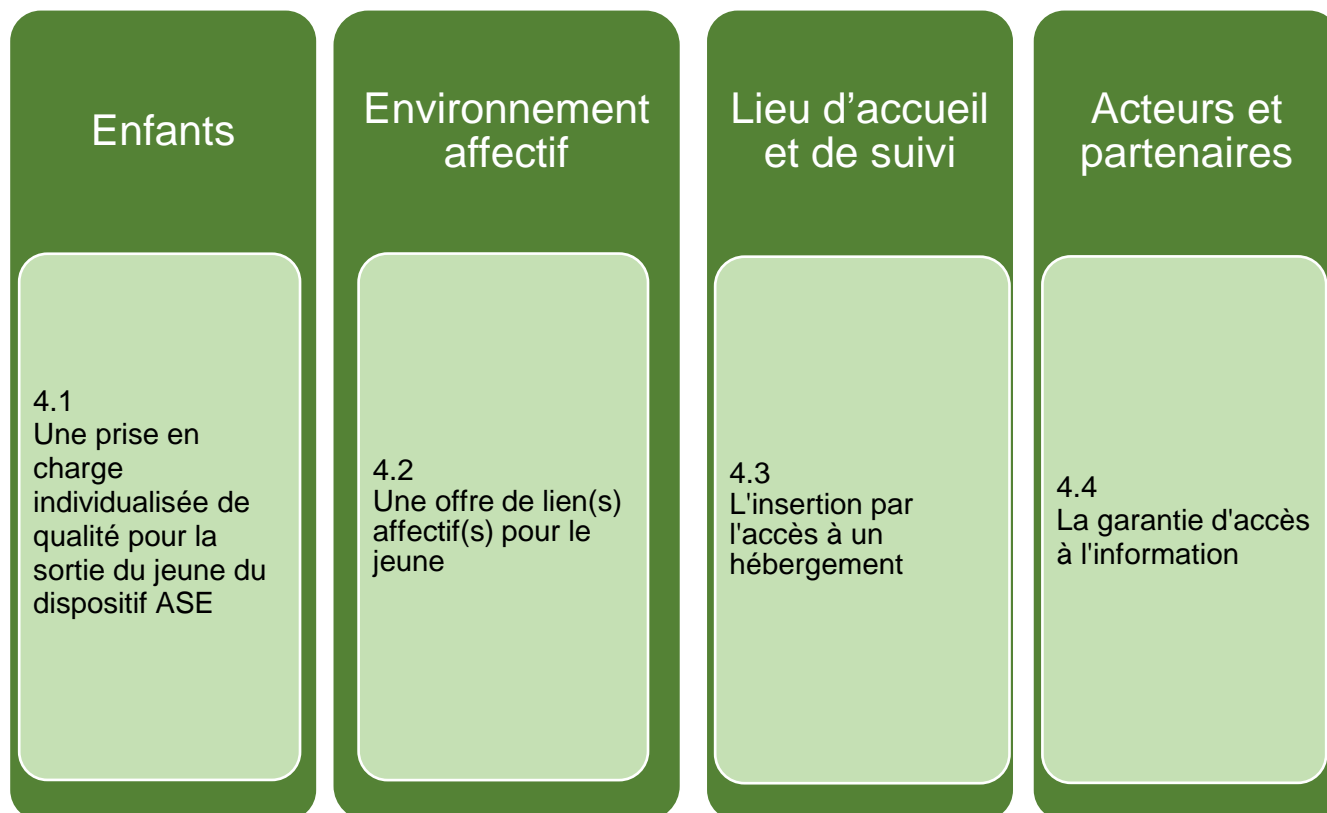 Enfants
4.1
Une prise en
charge
individualisée de
qualité pour la
sortie du jeune du
dispositif ASE
Environnement
affectif
4.2
Une offre de lien(s)
affectif(s) pour le
jeune
Lieu d’accueil
et de suivi
4.3
L'insertion par
l'accès à un
hébergement
Acteurs et
partenaires
4.4
La garantie d'accès
à l'information